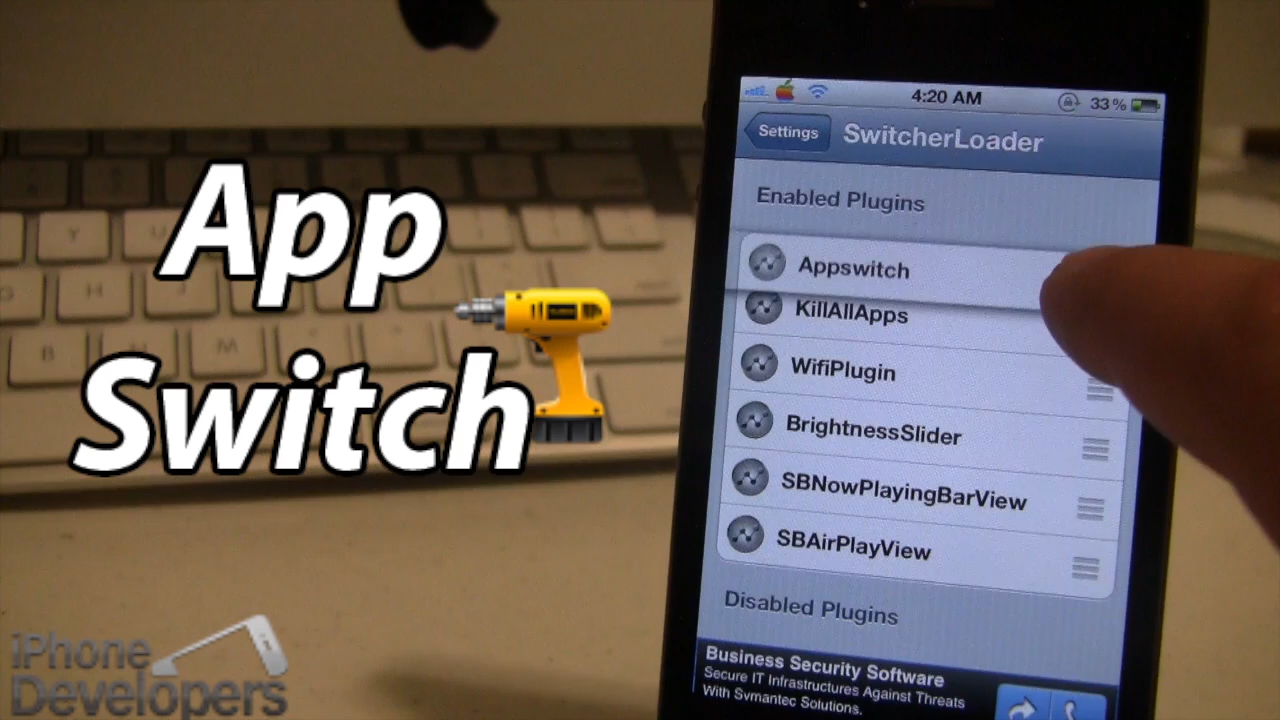 App
Switch
iPhone
Developers
4:20 AM
33%
Settings
SwitcherLoader
Enabled Plugins
Appswitch
KillAllApps
WifiPlugin
BrightnessSlider
SBNowPlayingBarView
SBAirPlayView
Disabled Plugins
Business Security Software
Secure IT Infrastructures Against Threats
With Symantec Solutions.